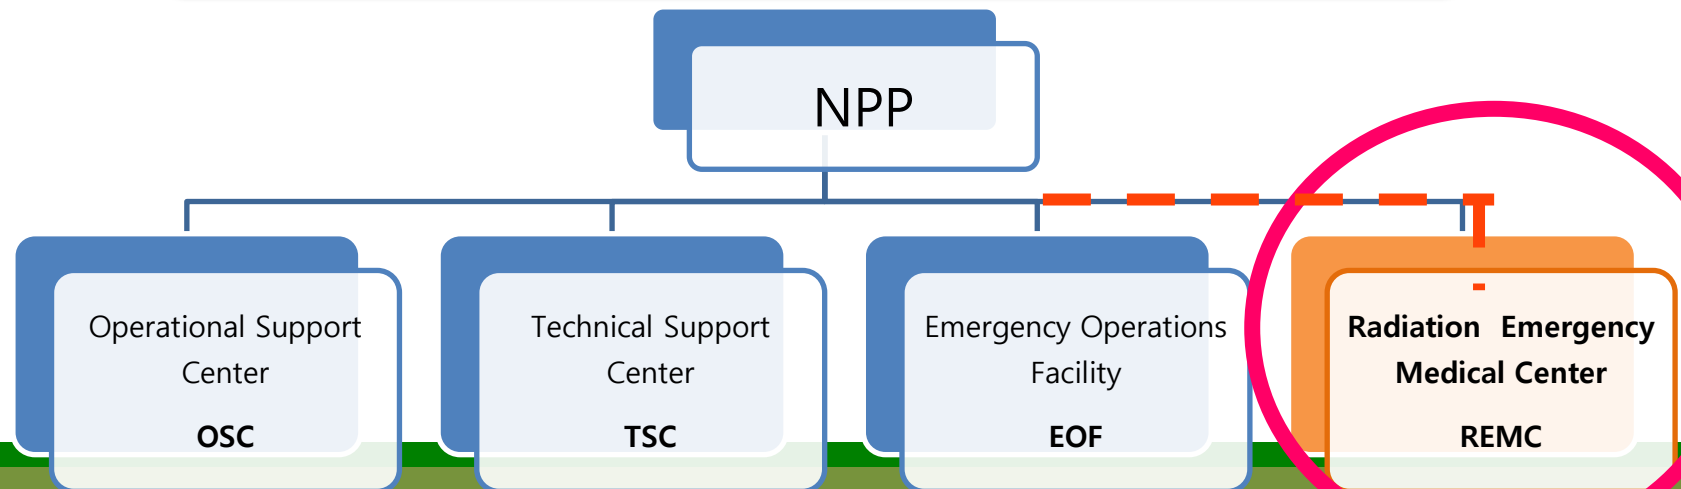 NPP
Operational Support
Center
OSC
Technical Support
Center
TSC
Emergency Operations
Facility
EOF
Radiation Emergency
Medical Center
REMC